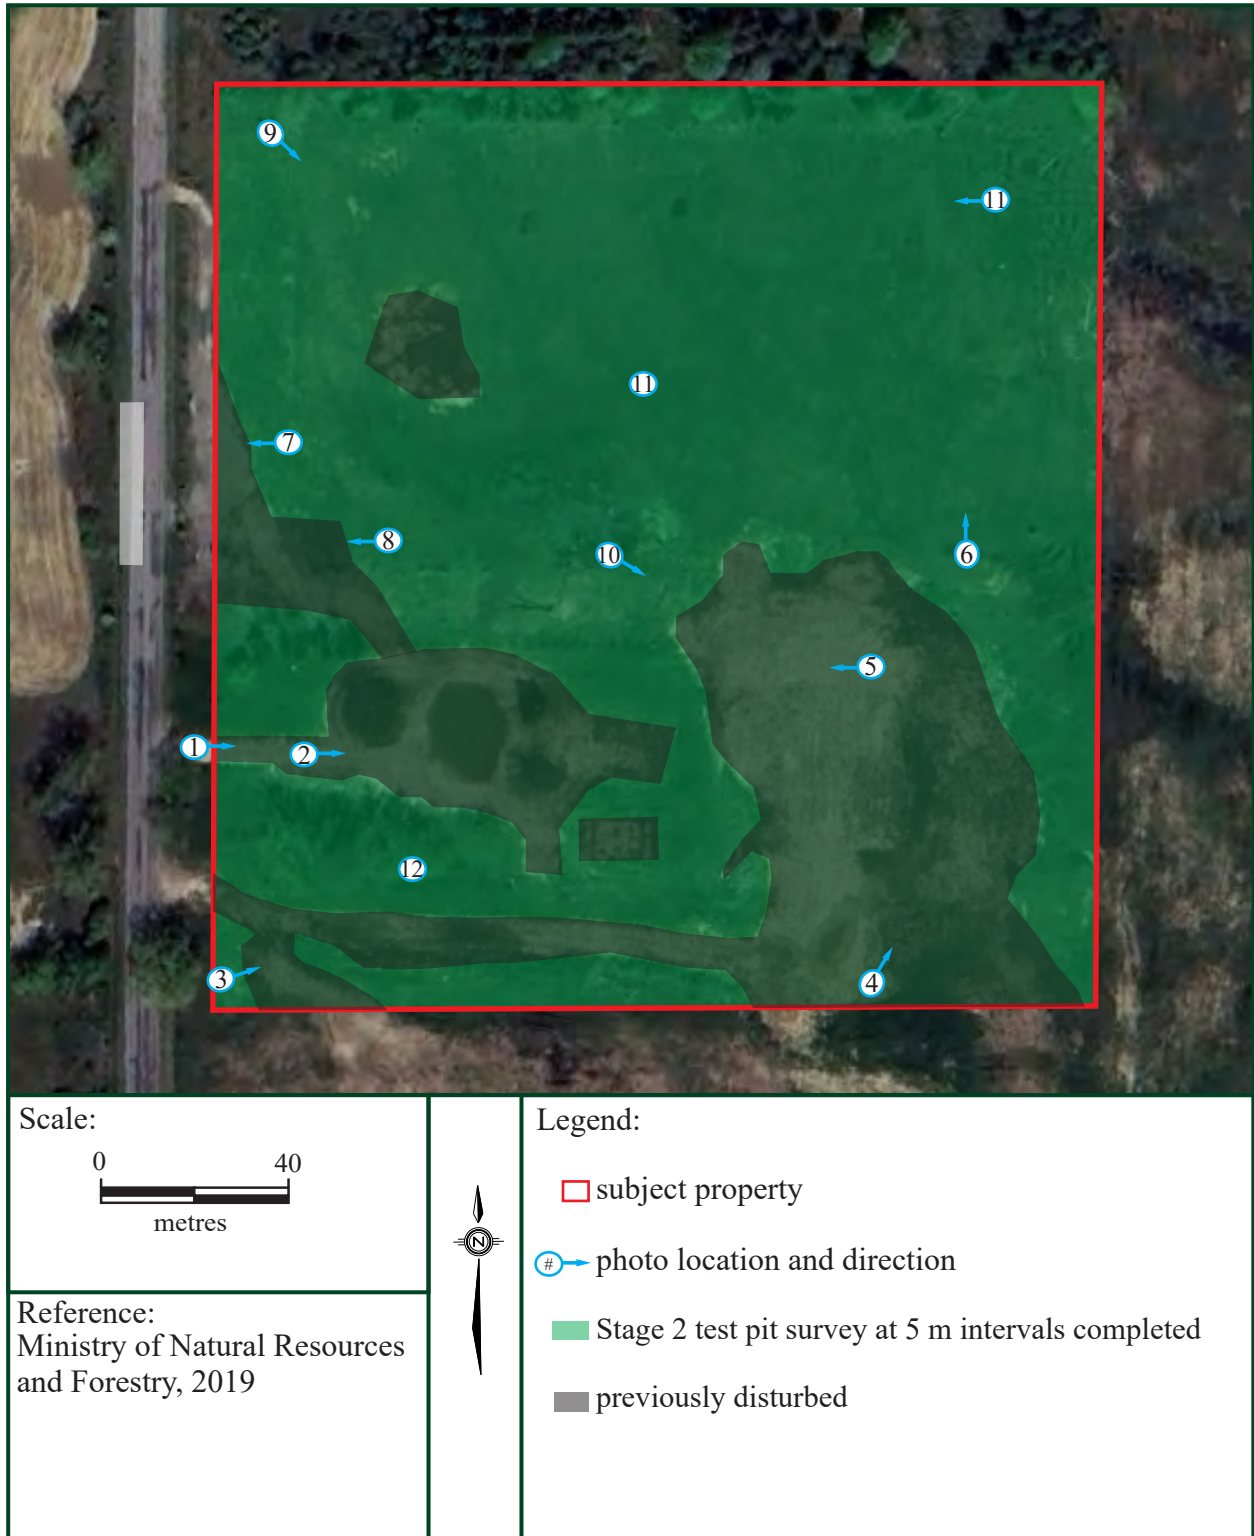 9
11
11
7
8
10
6
5
1
2
12
3
4
Scale:
0 40
metres
Reference:
Ministry of Natural Resources
and Forestry, 2019
N
Legend:
subject property
# photo location and direction
Stage 2 test pit survey at 5 m intervals completed
previously disturbed